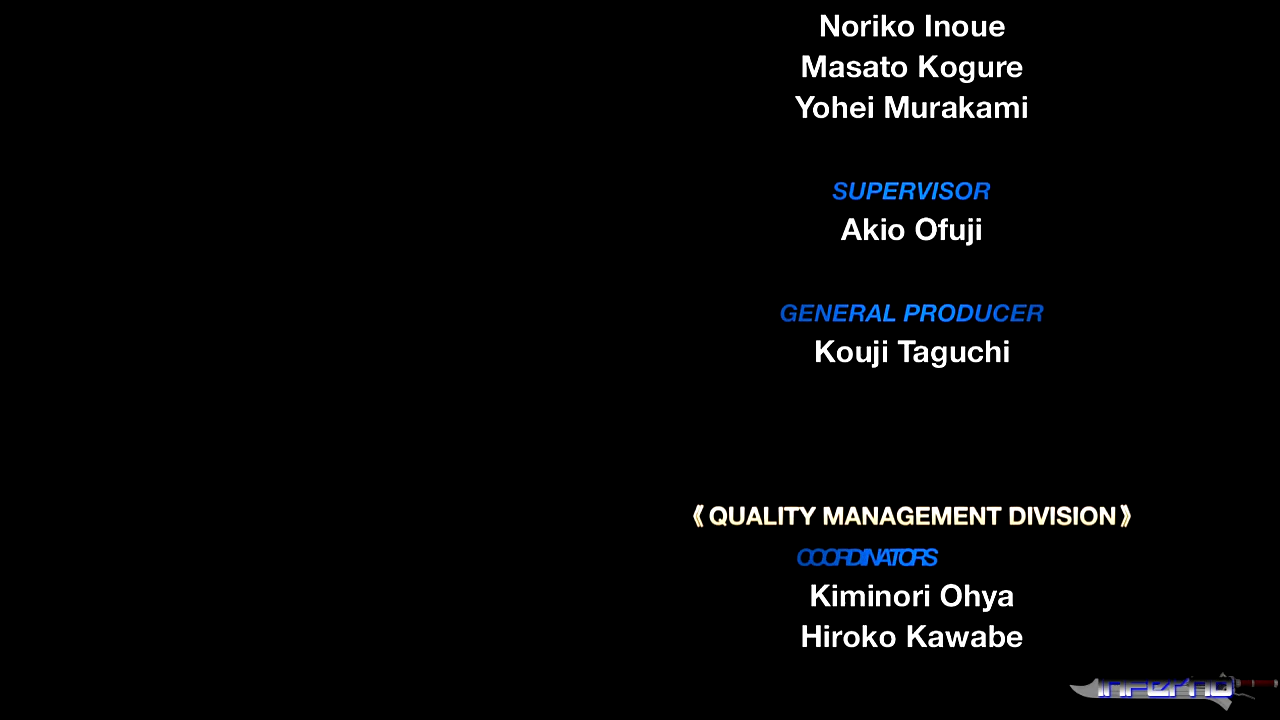 Noriko Inoue
Masato Kogure
Yohei Murakami
SUPERVISOR
Akio Ofuji
GENERAL PRODUCER
Kouji Taguchi
《QUALITY MANAGEMENT DIVISION》
COORDINATORS
Kiminori Ohya
Hiroko Kawabe
INFERNO